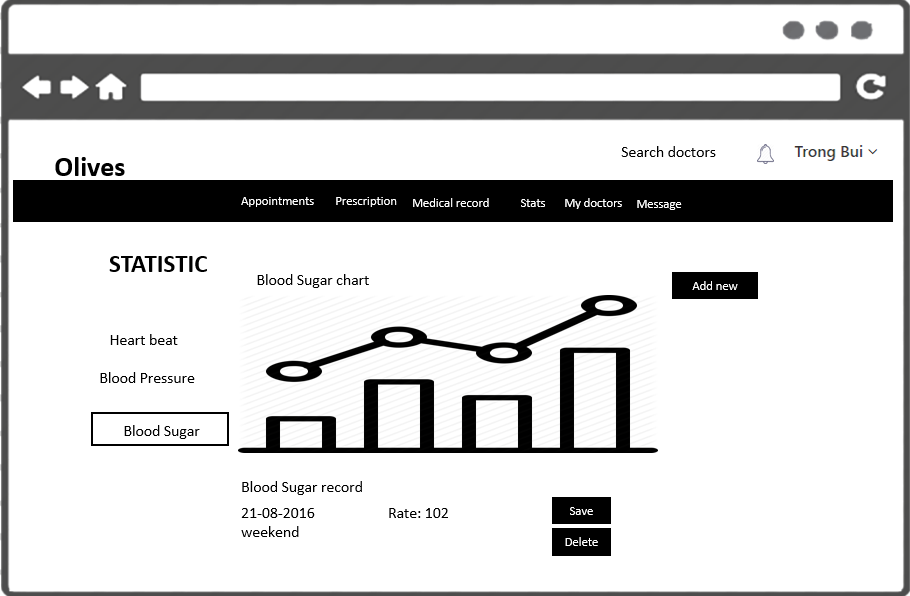 Search doctors
Trong Bui
Olives
Appointments Prescription Medical record Stats My doctors Message
STATISTIC
Blood Sugar chart
Add new
Heart beat
Blood Pressure
Blood Sugar
Blood Sugar record
21-08-2016 Rate: 102
weekend
Save
Delete